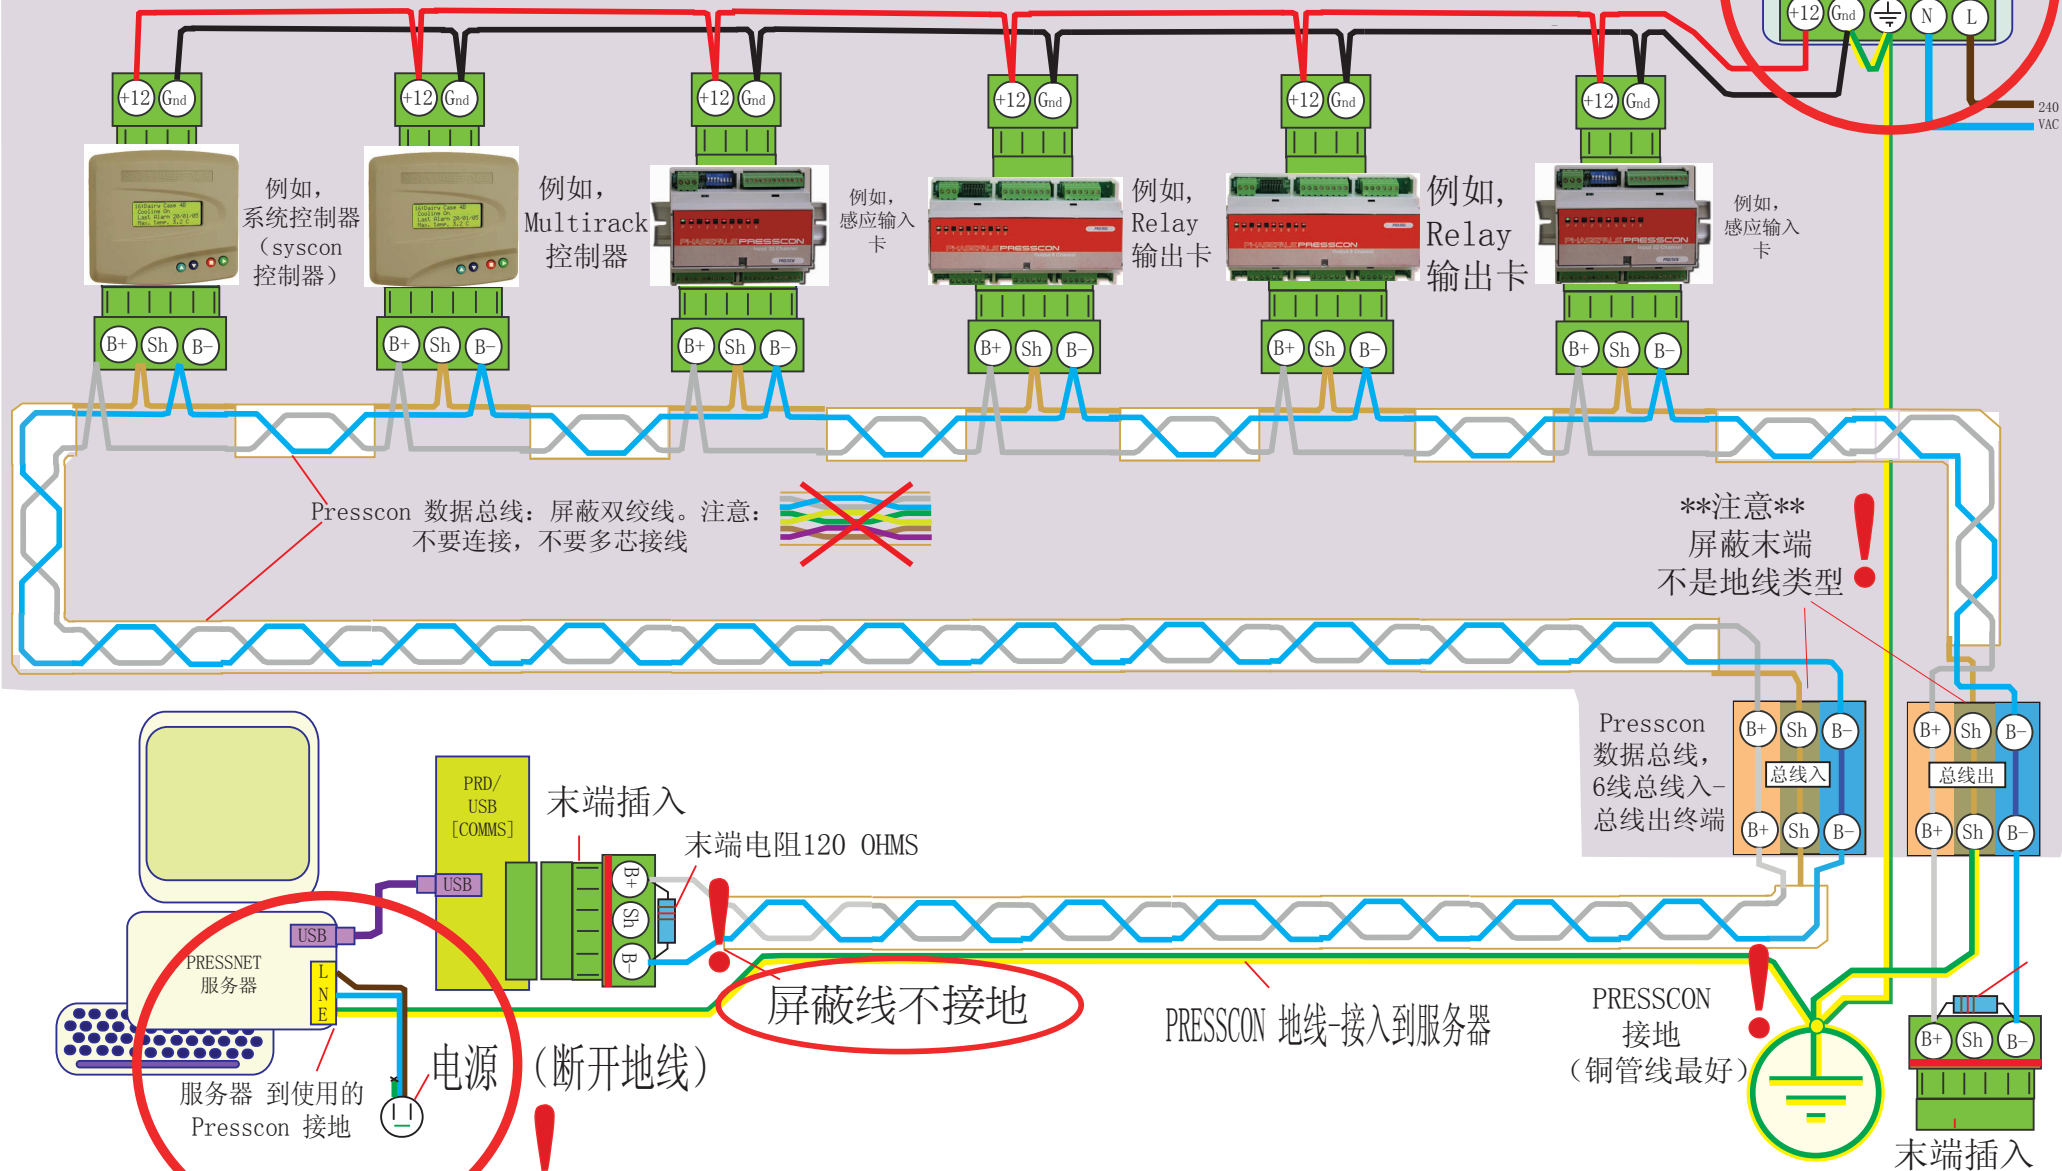 +12 Gnd N L
240
VAC
+12 Gnd
+12 Gnd
+12 Gnd
+12 Gnd
+12 Gnd
+12 Gnd
例如，
系统控制器
（syscon
控制器）
例如，
Multirack
控制器
例如，
感应输入
卡
例如，
Relay
输出卡
例如，
Relay
输出卡
例如，
感应输入
卡
PHASEFALE PRESSCON
PHASEFALE PRESSCON
PHASEFALE PRESSCON
PHASEFALE PRESSCON
B+ Sh B-
B+ Sh B-
B+ Sh B-
B+ Sh B-
B+ Sh B-
B+ Sh B-
Presscon 数据总线：屏蔽双绞线。注意：
不要连接，不要多芯接线
**注意**
屏蔽末端
不是地线类型
Presscon
数据总线，
6线总线入-
总线出终端
B+ Sh B-
总线入
B+ Sh B-
B+ Sh B-
总线出
B+ Sh B-
PRD/
USB
[COMMS]
USB
末端插入
末端电阻120 OHMS
B+
Sh
B-
USB
PRESSNET
服务器
L
N
E
屏蔽线不接地
PRESSCON 地线-接入到服务器
PRESSCON
接地
（铜管线最好）
B+ Sh B-
末端插入
电源 （断开地线）
服务器 到使用的
Presscon 接地